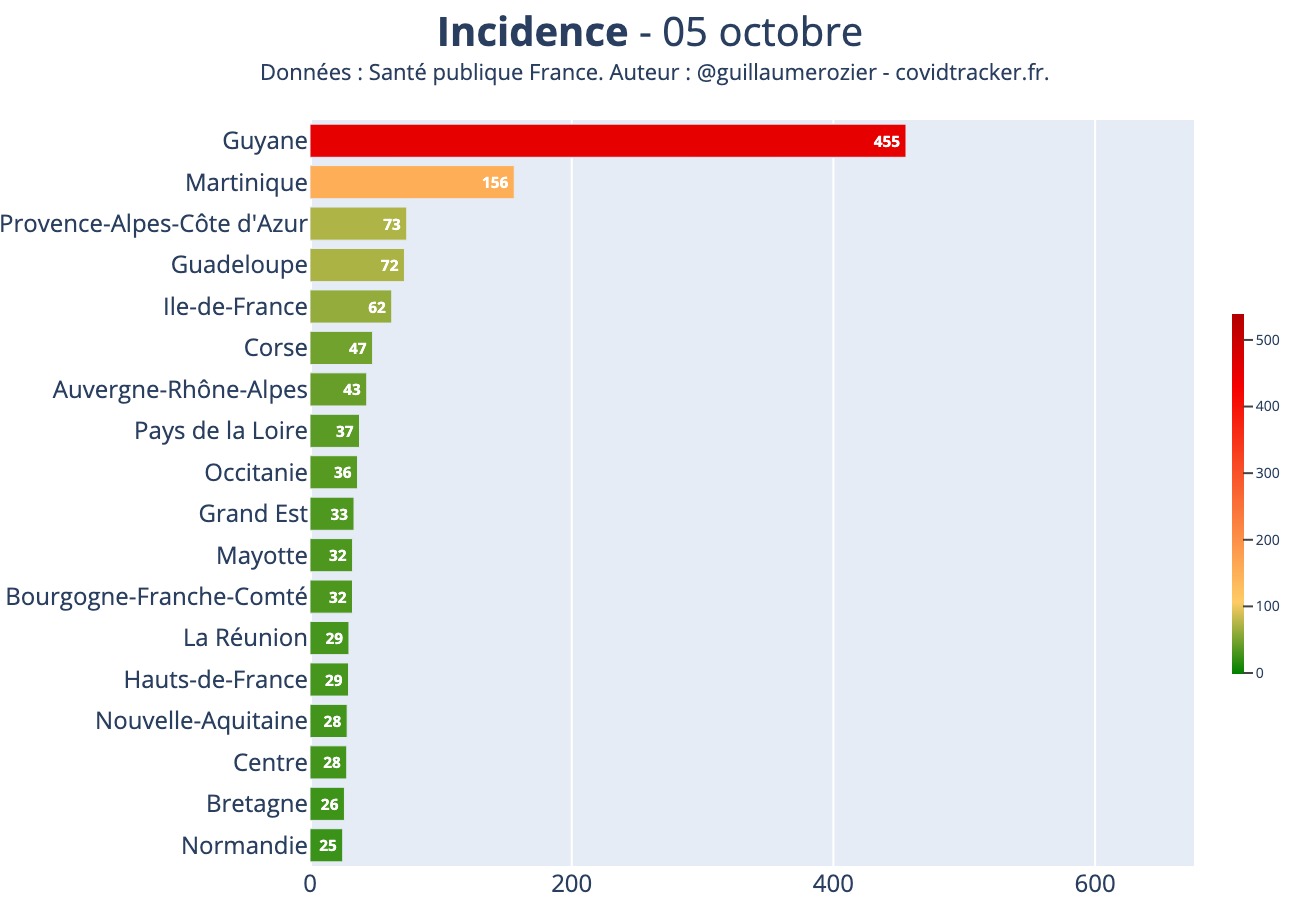 Incidence - 05 octobre
Données : Santé publique France. Auteur : @guillaumerozier - covidtracker.fr.
Guyane 455
Martinique 156
Provence-Alpes-Côte d'Azur 73
Guadeloupe 72
Ile-de-France 62
Corse 47
Auvergne-Rhône-Alpes 43
Pays de la Loire 37
Occitanie 36
Grand Est 33
Mayotte 32
Bourgogne-Franche-Comté 32
La Réunion 29
Hauts-de-France 29
Nouvelle-Aquitaine 28
Centre 28
Bretagne 26
Normandie 25
0 200 400 600
500
400
300
200
100
0